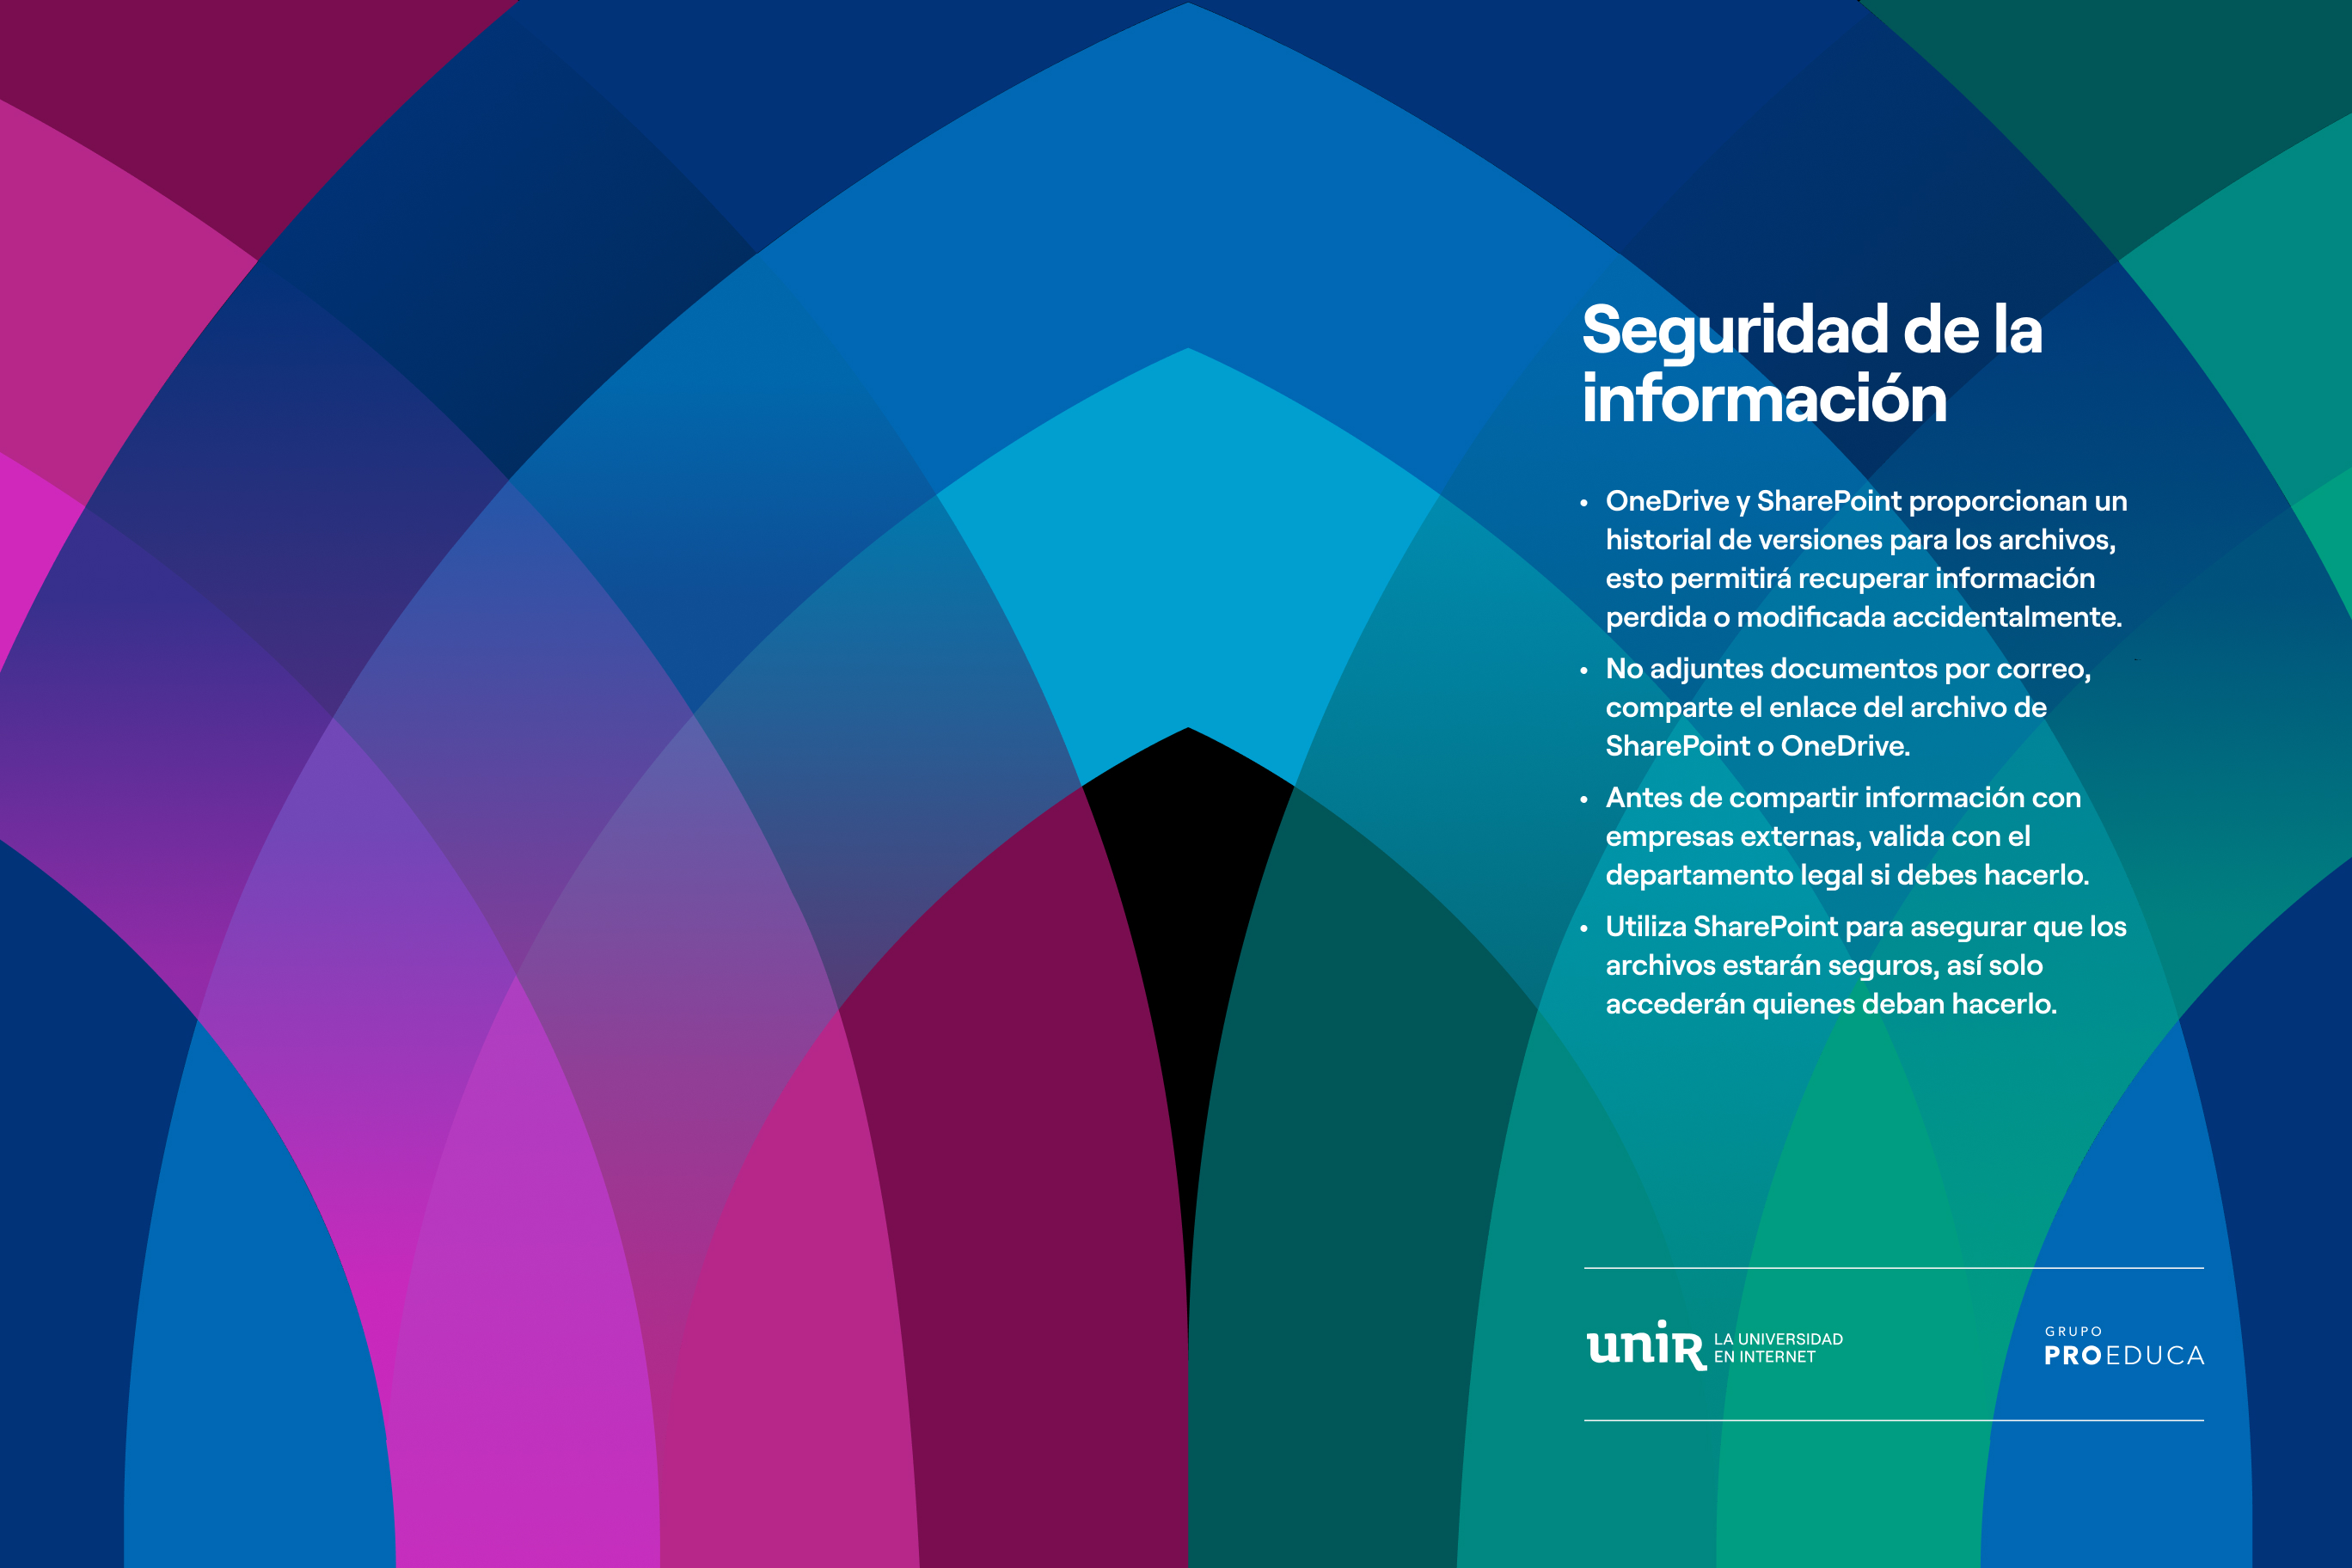 Seguridad de la
información
• OneDrive y SharePoint proporcionan un
historial de versiones para los archivos,
esto permitirá recuperar información
perdida o modificada accidentalmente.
• No adjuntes documentos por correo,
comparte el enlace del archivo de
SharePoint o OneDrive.
• Antes de compartir información con
empresas externas, valida con el
departamento legal si debes hacerlo.
• Utiliza SharePoint para asegurar que los
archivos estarán seguros, así solo
accederán quienes deban hacerlo.
unir LA UNIVERSIDAD
EN INTERNET
GRUPO
PROEDUCA